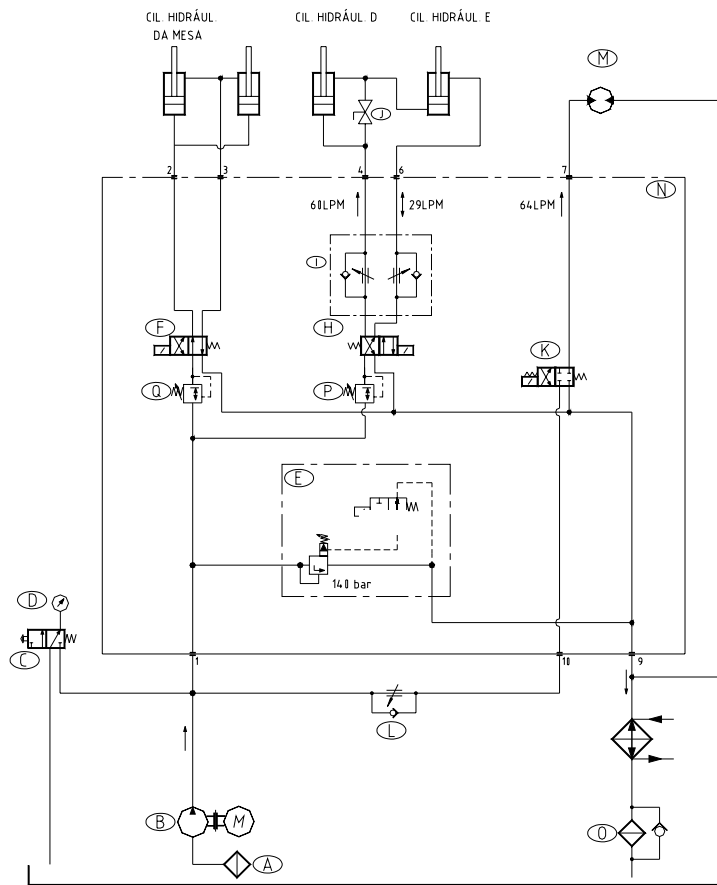 CIL. HIDRÁUL.
DA MESA
CIL. HIDRÁUL. D
CIL. HIDRÁUL. E
M
J
2
3
4
6
7
N
60LPM
29LPM
64LPM
I
F
H
K
Q
P
E
140 bar
D
C
1
10
9
L
B
M
A
O